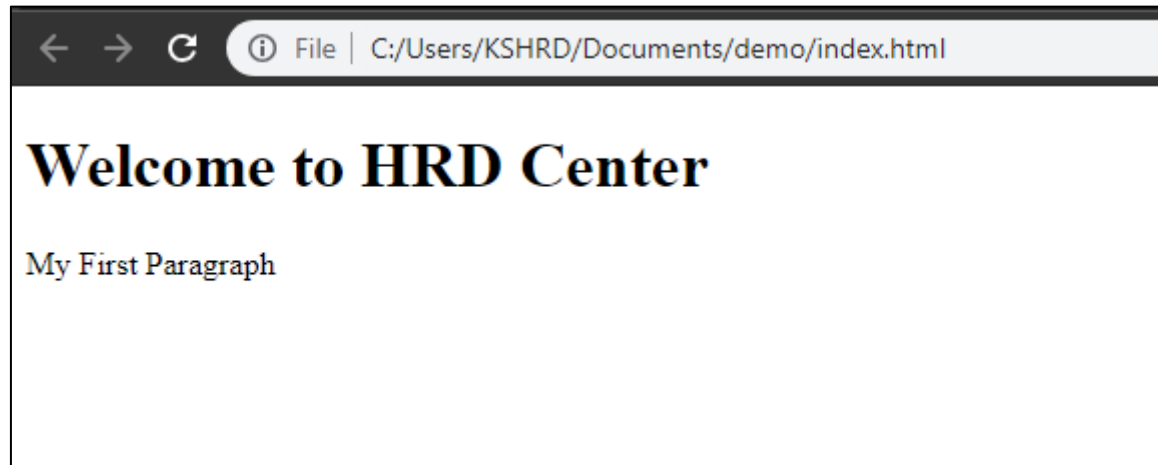 File | C:/Users/KSHRD/Documents/demo/index.html
Welcome to HRD Center
My First Paragraph